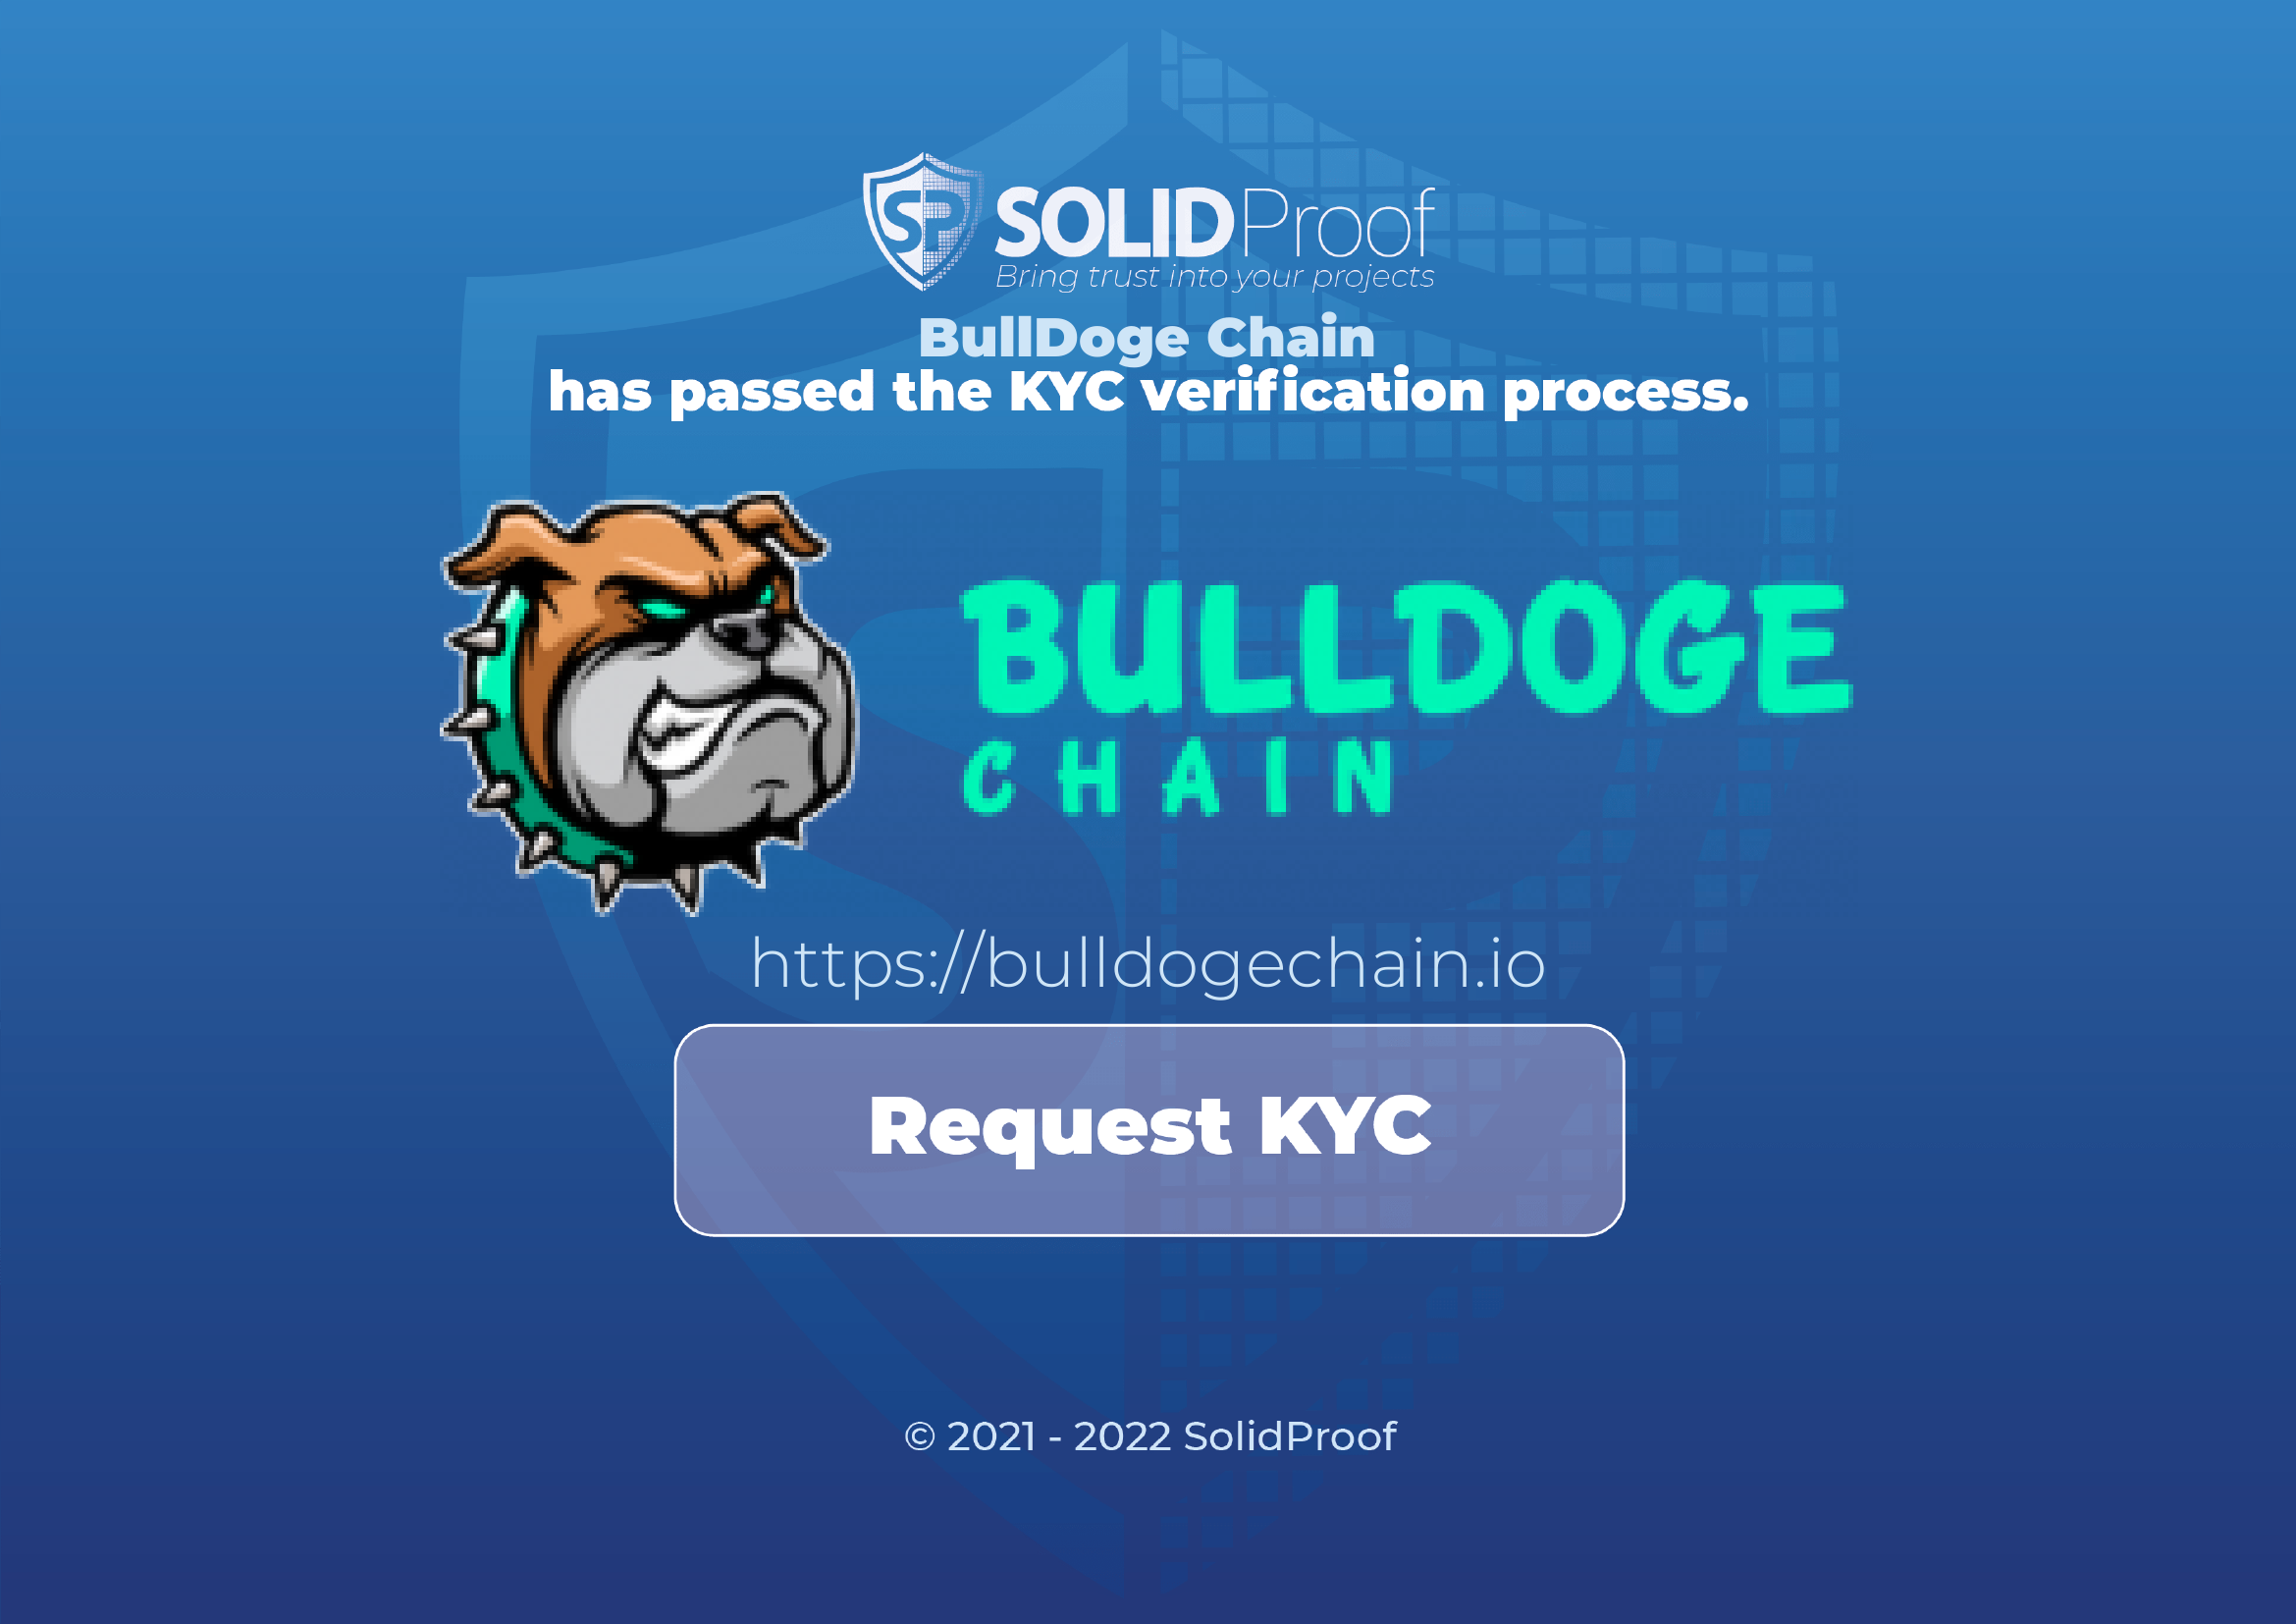 SP SOLIDProof
Bring trust into your projects
BullDoge Chain
has passed the KYC verification process.
BULLDOGE
CHAIN
https://bulldogechain.io
Request KYC
© 2021 - 2022 SolidProof